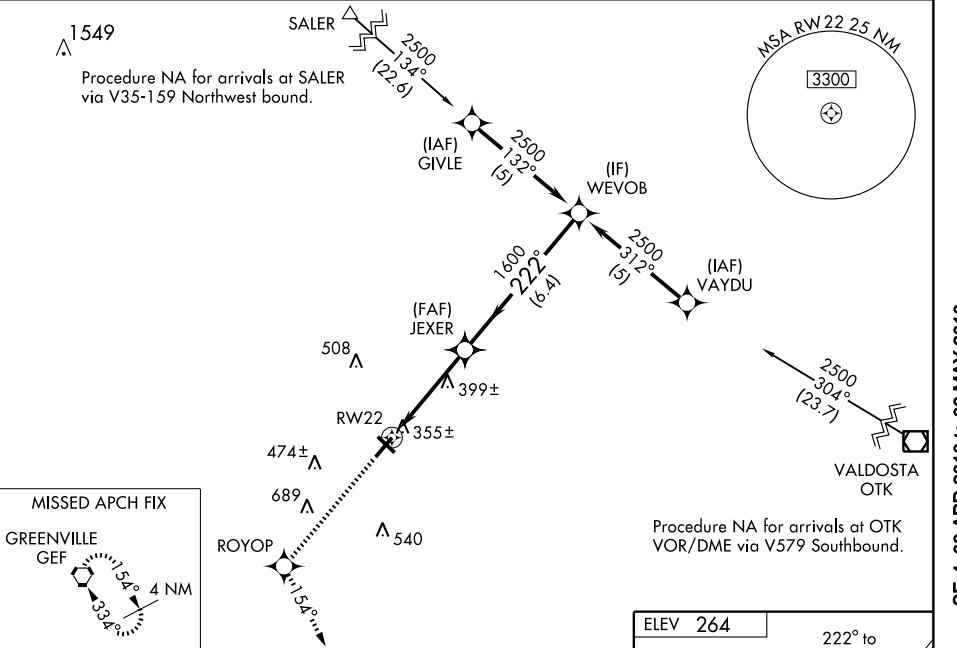 1549
Procedure NA for arrivals at SALER
via V35-159 Northwest bound.
SALER
2500
134°
(22.6)
MSA RW22 25 NM
3300
(IAF)
GIVLE
2500
132°
(5)
(IF)
WEVOB
2500
312°
(5)
(IAF)
VAYDU
1600
222°
(6.4)
(FAF)
JEXER
508
399±
RW22
355±
474±
689
540
ROYOP
154°
2500
304°
(23.7)
VALDOSTA
OTK
Procedure NA for arrivals at OTK
VOR/DME via V579 Southbound.
MISSED APCH FIX
GREENVILLE
GEF
154°
4 NM
334°
ELEV 264
222° to